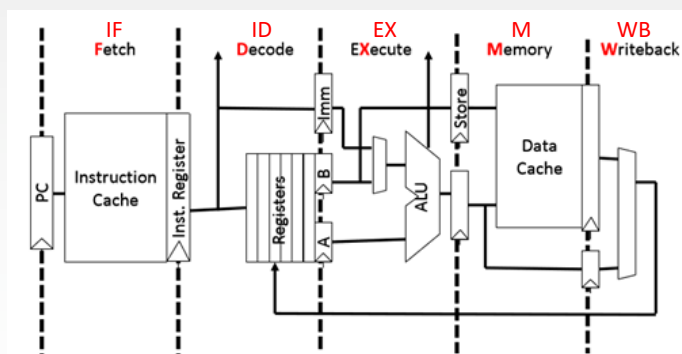 IF
ID
EX
M
WB
Fetch
Decode
EXecute
Memory
Writeback
PC
Instruction
Cache
Inst. Register
Registers
Imm
B
A
ALU
Store
Data
Cache